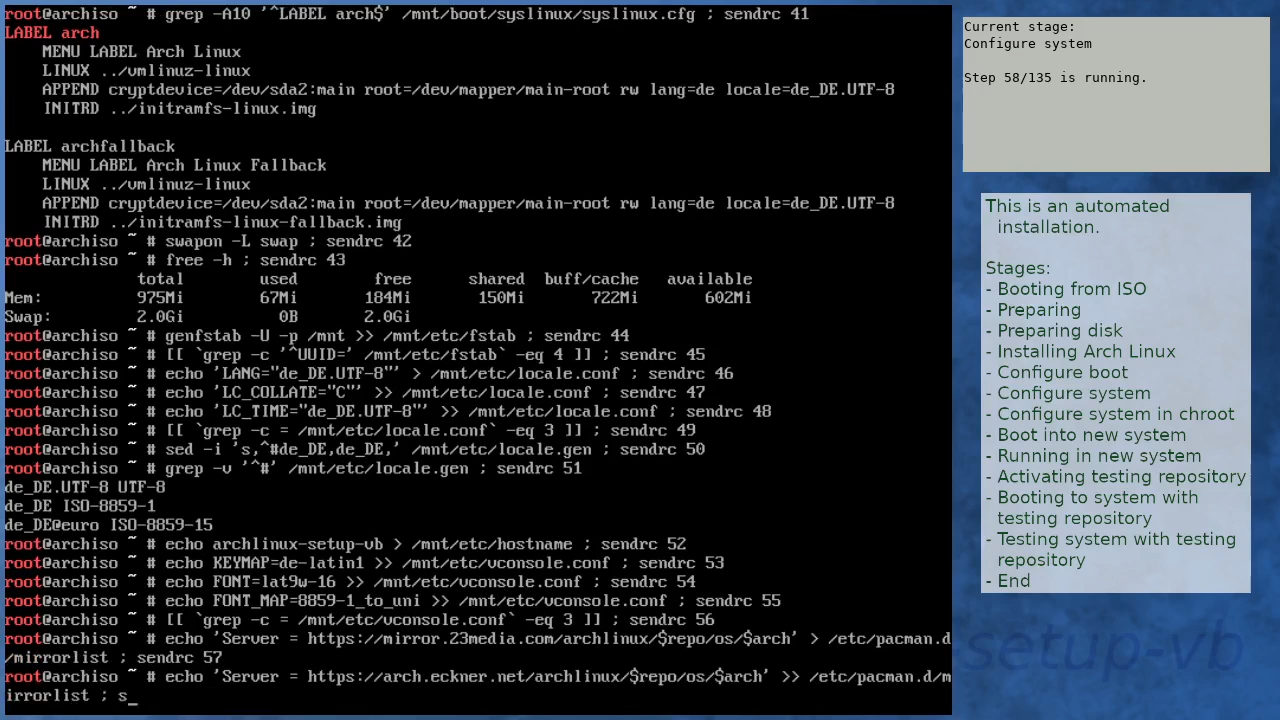 root@archiso ~ # grep -A10 '^LABEL arch$' /mnt/boot/syslinux/syslinux.cfg ; sendrc 41
LABEL arch
    MENU LABEL Arch Linux
    LINUX ../vmlinuz-linux
    APPEND cryptdevice=/dev/sda2:main root=/dev/mapper/main-root rw lang=de locale=de_DE.UTF-8
    INITRD ../initramfs-linux.img

LABEL archfallback
    MENU LABEL Arch Linux Fallback
    LINUX ../vmlinuz-linux
    APPEND cryptdevice=/dev/sda2:main root=/dev/mapper/main-root rw lang=de locale=de_DE.UTF-8
    INITRD ../initramfs-linux-fallback.img
root@archiso ~ # swapon -L swap ; sendrc 42
root@archiso ~ # free -h ; sendrc 43
              total        used        free      shared  buff/cache   available
Mem:          975Mi        67Mi       184Mi       150Mi       722Mi       602Mi
Swap:         2.0Gi          0B       2.0Gi
root@archiso ~ # genfstab -U -p /mnt >> /mnt/etc/fstab ; sendrc 44
root@archiso ~ # [[ `grep -c '^UUID=' /mnt/etc/fstab` -eq 4 ]] ; sendrc 45
root@archiso ~ # echo 'LANG="de_DE.UTF-8"' > /mnt/etc/locale.conf ; sendrc 46
root@archiso ~ # echo 'LC_COLLATE="C"' >> /mnt/etc/locale.conf ; sendrc 47
root@archiso ~ # echo 'LC_TIME="de_DE.UTF-8"' >> /mnt/etc/locale.conf ; sendrc 48
root@archiso ~ # [[ `grep -c = /mnt/etc/locale.conf` -eq 3 ]] ; sendrc 49
root@archiso ~ # sed -i 's,^#de_DE,de_DE,' /mnt/etc/locale.gen ; sendrc 50
root@archiso ~ # grep -v '^#' /mnt/etc/locale.gen ; sendrc 51
de_DE.UTF-8 UTF-8
de_DE ISO-8859-1
de_DE@euro ISO-8859-15
root@archiso ~ # echo archlinux-setup-vb > /mnt/etc/hostname ; sendrc 52
root@archiso ~ # echo KEYMAP=de-latin1 >> /mnt/etc/vconsole.conf ; sendrc 53
root@archiso ~ # echo FONT=lat9w-16 >> /mnt/etc/vconsole.conf ; sendrc 54
root@archiso ~ # echo FONT_MAP=8859-1_to_uni >> /mnt/etc/vconsole.conf ; sendrc 55
root@archiso ~ # [[ `grep -c = /mnt/etc/vconsole.conf` -eq 3 ]] ; sendrc 56
root@archiso ~ # echo 'Server = https://mirror.23media.com/archlinux/$repo/os/$arch' > /etc/pacman.d
/mirrorlist ; sendrc 57
root@archiso ~ # echo 'Server = https://arch.eckner.net/archlinux/$repo/os/$arch' >> /etc/pacman.d/m
irrorlist ; s_
Current stage:
Configure system

Step 58/135 is running.
This is an automated
installation.

Stages:
- Booting from ISO
- Preparing
- Preparing disk
- Installing Arch Linux
- Configure boot
- Configure system
- Configure system in chroot
- Boot into new system
- Running in new system
- Activating testing repository
- Booting to system with
testing repository
- Testing system with testing
repository
- End
-setup-vb